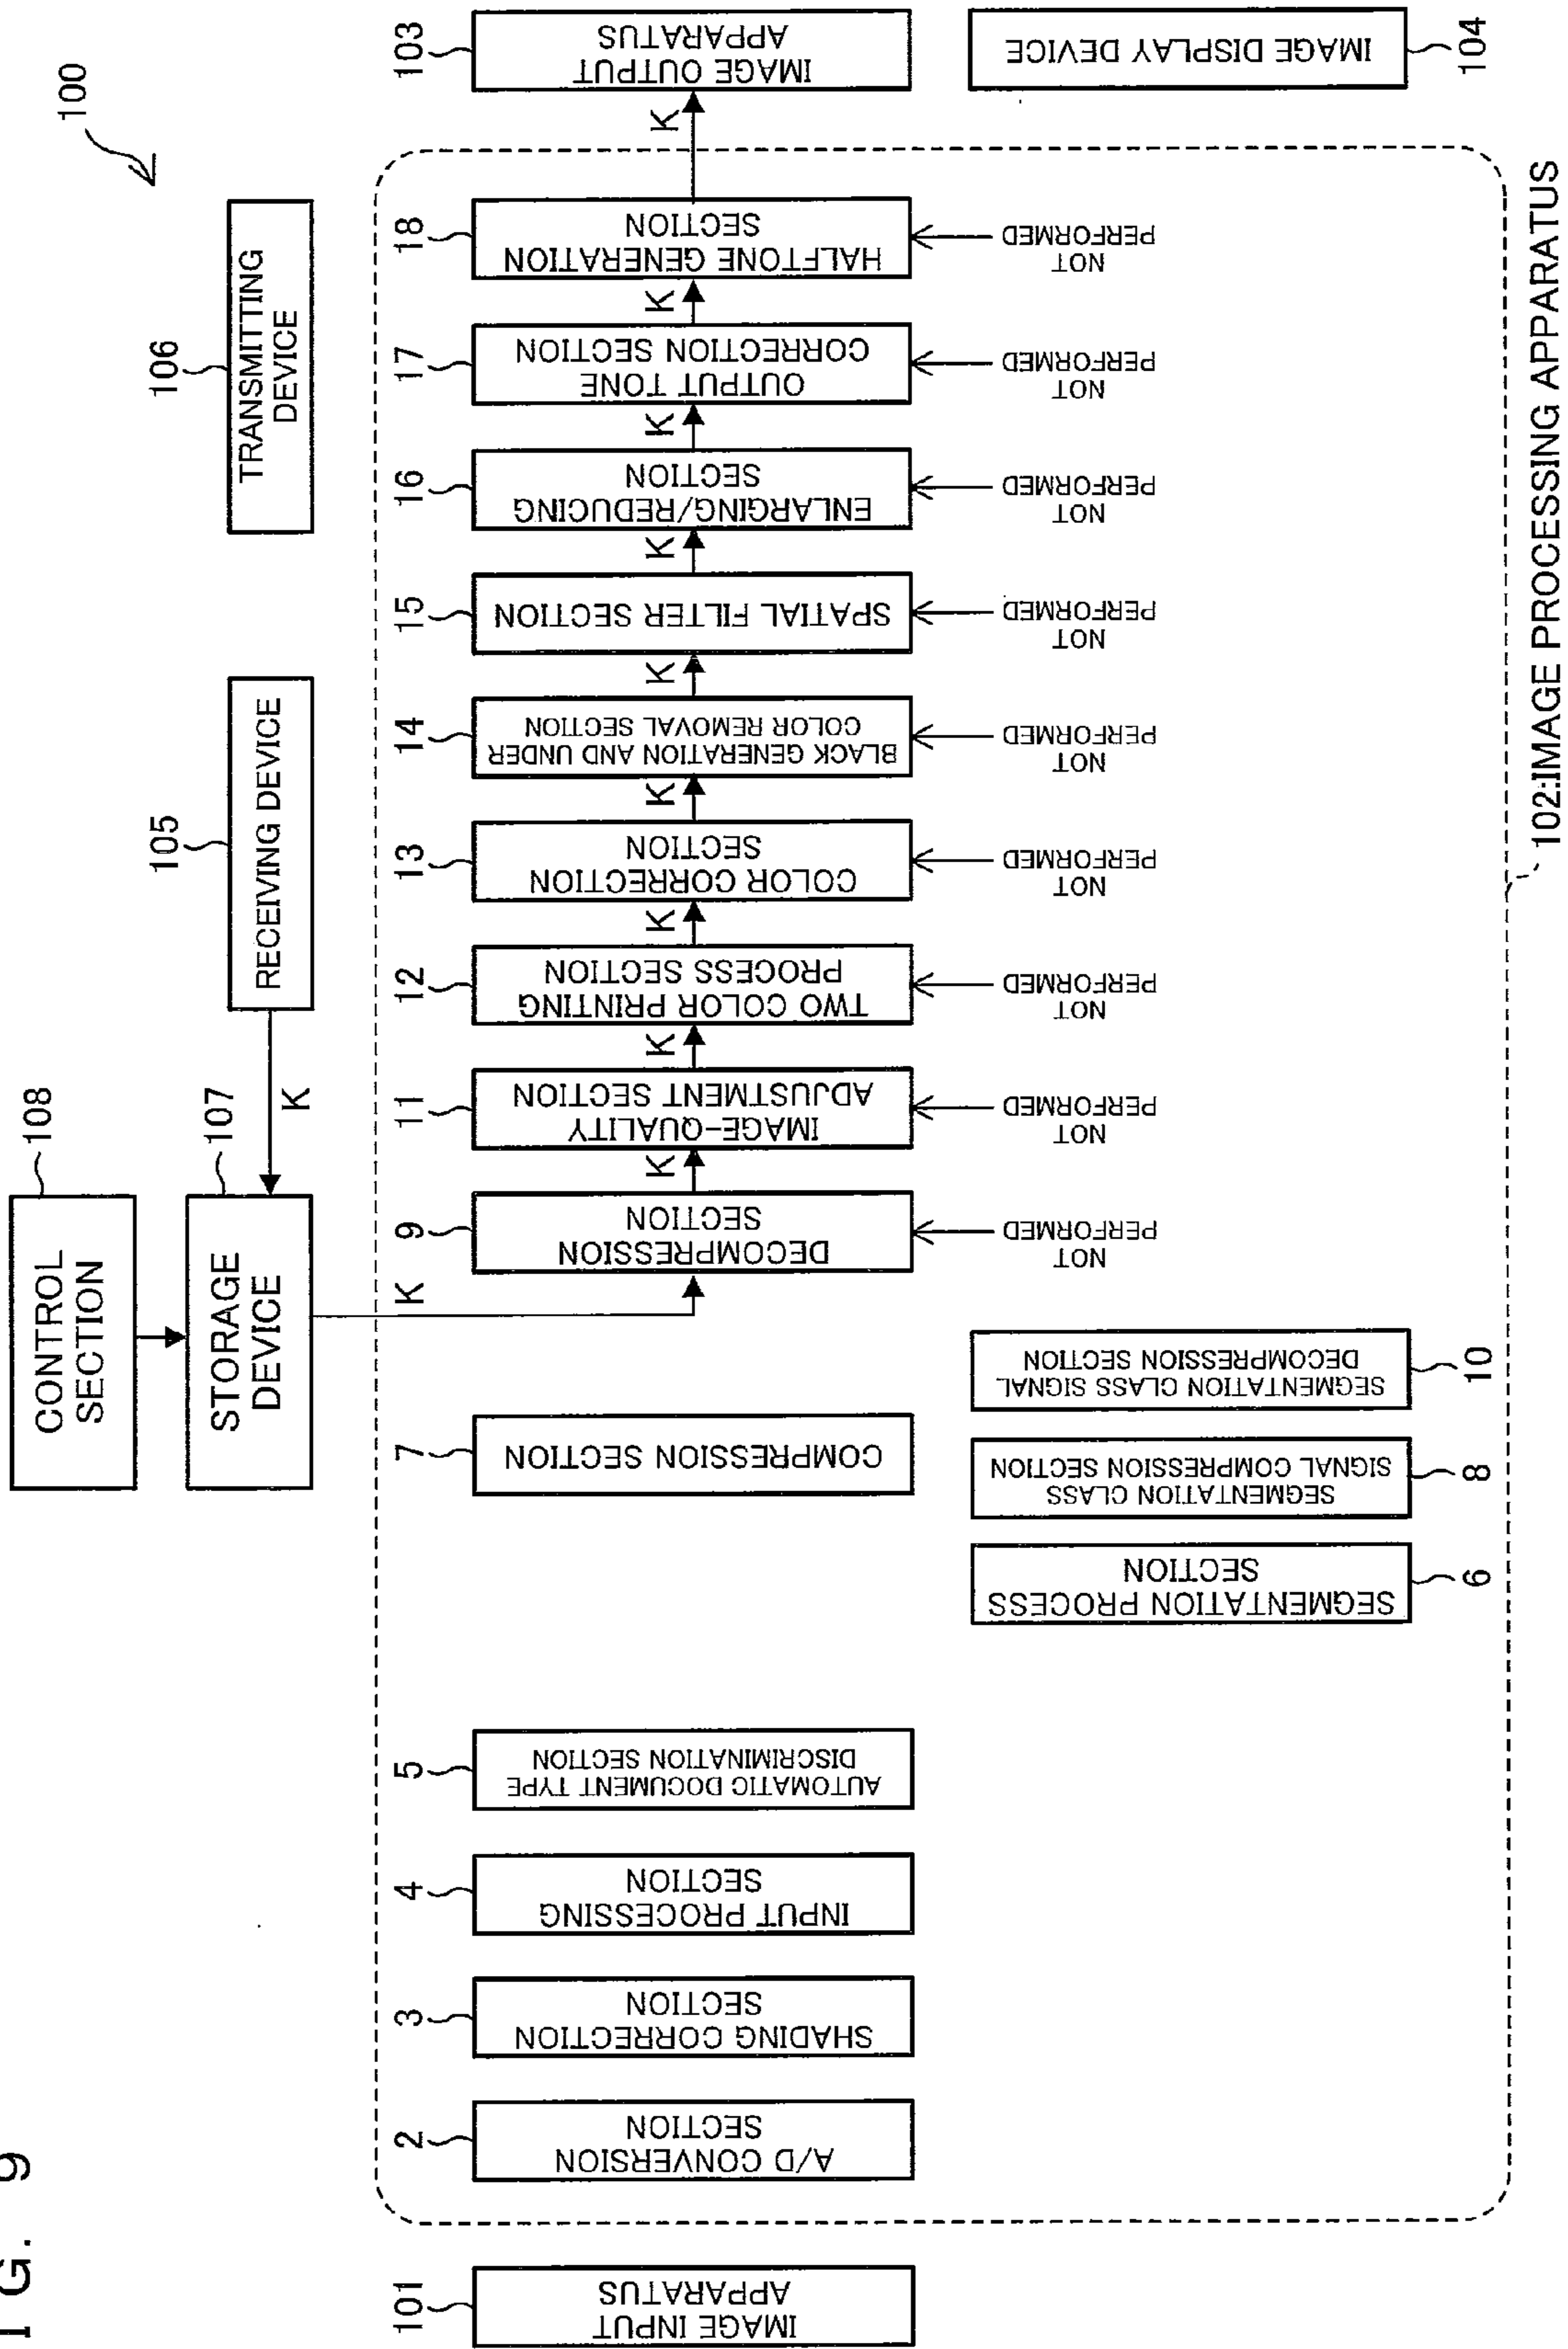 I G. 9
100
CONTROL
SECTION
108
STORAGE
DEVICE
107
RECEIVING DEVICE
105
TRANSMITTING
DEVICE
106
K
K
101
IMAGE INPUT
APPARATUS
2
A/D CONVERSION
SECTION
3
SHADING CORRECTION
SECTION
4
INPUT PROCESSING
SECTION
5
AUTOMATIC DOCUMENT TYPE
DISCRIMINATION SECTION
7
COMPRESSION SECTION
9
DECOMPRESSION
SECTION
K
11
IMAGE-QUALITY
ADJUSTMENT SECTION
K
12
TWO COLOR PRINTING
PROCESS SECTION
K
13
COLOR CORRECTION
SECTION
K
14
BLACK GENERATION AND UNDER
COLOR REMOVAL SECTION
K
15
SPATIAL FILTER SECTION
K
16
ENLARGING/REDUCING
SECTION
K
17
OUTPUT TONE
CORRECTION SECTION
K
18
HALFTONE GENERATION
SECTION
K
103
IMAGE OUTPUT
APPARATUS
NOT
PERFORMED
NOT
PERFORMED
NOT
PERFORMED
NOT
PERFORMED
NOT
PERFORMED
NOT
PERFORMED
NOT
PERFORMED
NOT
PERFORMED
NOT
PERFORMED
SEGMENTATION PROCESS
SECTION
6
SEGMENTATION CLASS
SIGNAL COMPRESSION SECTION
8
SEGMENTATION CLASS SIGNAL
DECOMPRESSION SECTION
10
IMAGE DISPLAY DEVICE
104
102:IMAGE PROCESSING APPARATUS